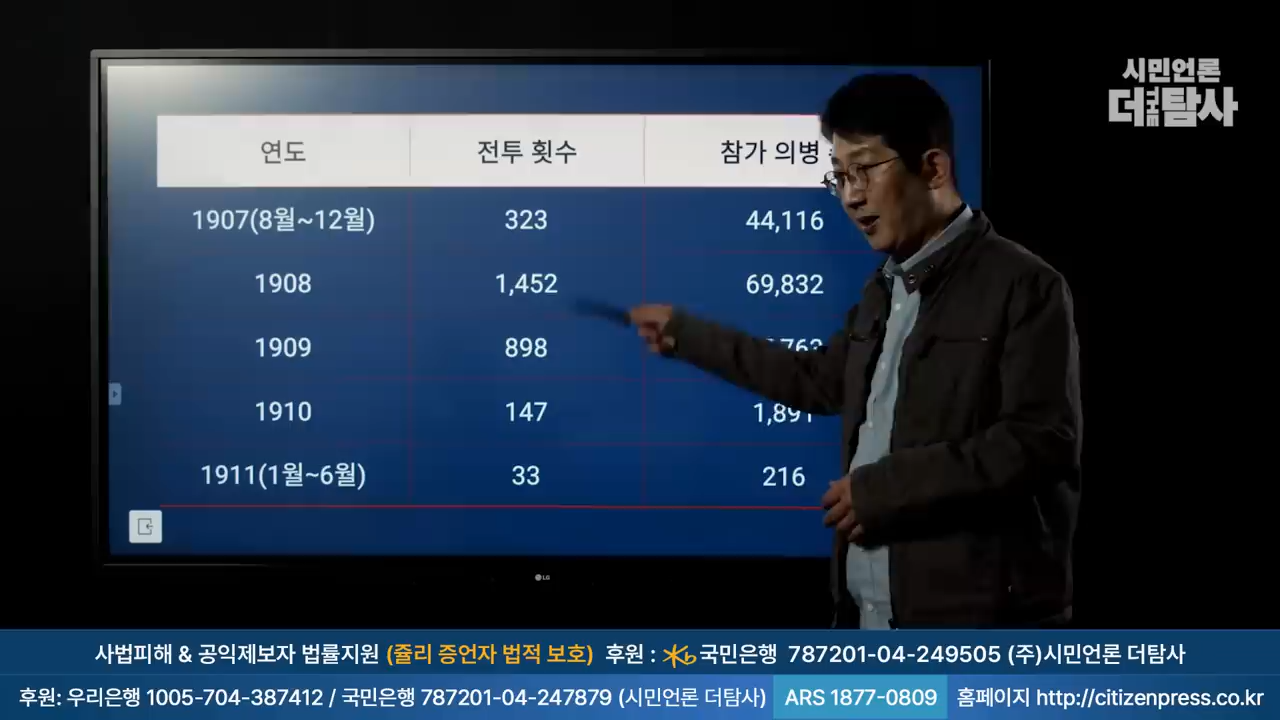 시민언론
더탐사
연도 전투 횟수 참가 의병
1907(8월~12월) 323 44,116
1908 1,452 69,832
1909 898
1910 147 1,891
1911(1월~6월) 33 216
LG
사법피해 & 공익제보자 법률지원 (쥴리 증언자 법적 보호) 후원 : 국민은행 787201-04-249505 (주)시민언론 더탐사
후원: 우리은행 1005-704-387412 / 국민은행 787201-04-247879 (시민언론 더탐사) ARS 1877-0809 홈페이지 http://citizenpress.co.kr